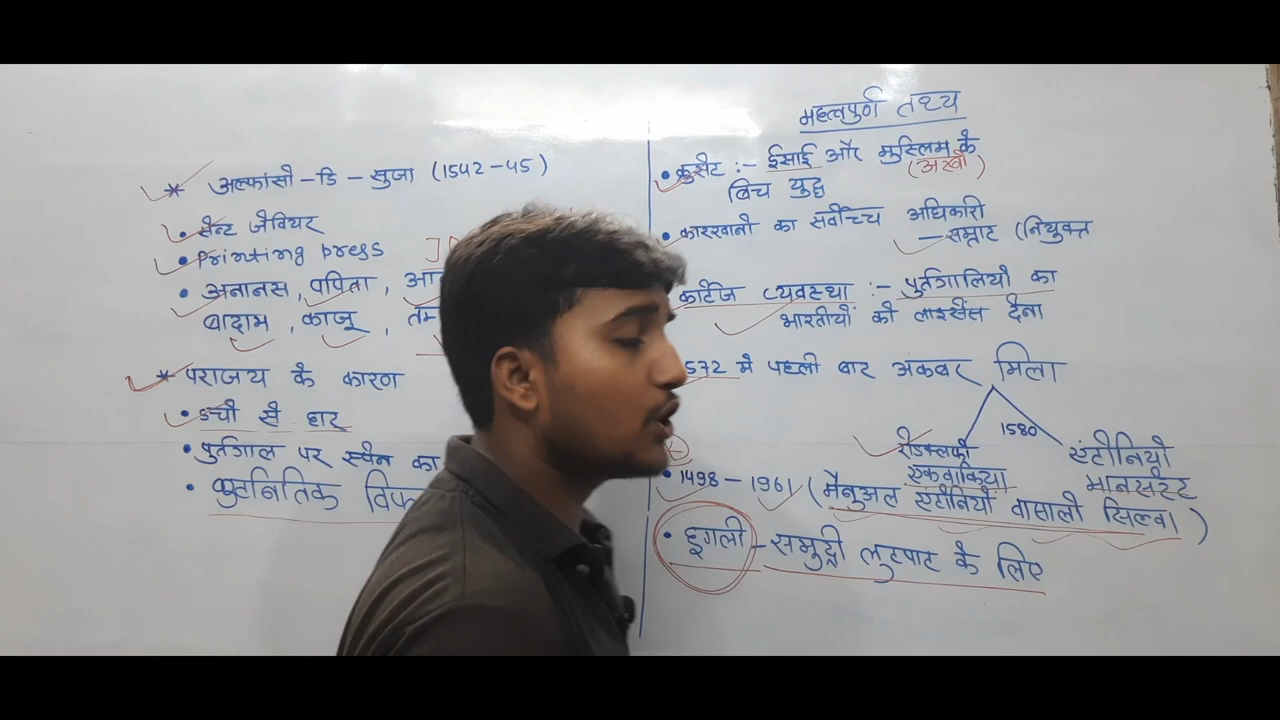 * अल्फांसो - डि - सुजा (1542-45)
• सैन्ट जेवियर
• Printing press
• अनानस, पपिता,
बादाम, काजू,
* पराजय के कारण
• डचो से हार
• पुर्तगाल पर स्पेन का
• कुटनितिक
महत्वपुर्ण तथ्य
• क्रुसेट :- ईसाई और मुस्लिम के
(अरबो)
बिच युद्ध
• कारखानो का सर्वोच्च अधिकारी
— सम्राट (नियुक्त
कार्टेज व्यवस्था :- पुर्तगालियो का
भारतीयों को लाइसेंस देना
572 मे पहली बार अकबर मिला
1580
रोडल्फो एंटोनियो
एकवाकिया मानसरेट
• 1498 - 1961 (मैनुअल एंटोनियो वासालो सिल्वा)
• हुगली - समुद्री लुटपाट के लिए